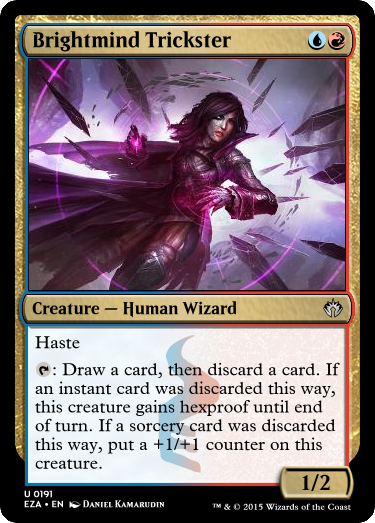 Brightmind Trickster
Creature — Human Wizard
Haste
: Draw a card, then discard a card. If
an instant card was discarded this way,
this creature gains hexproof until end
of turn. If a sorcery card was discarded
this way, put a +1/+1 counter on this
creature.
1/2
U 0191
EZA • EN Daniel Kamarudin
™ & © 2015 Wizards of the Coast